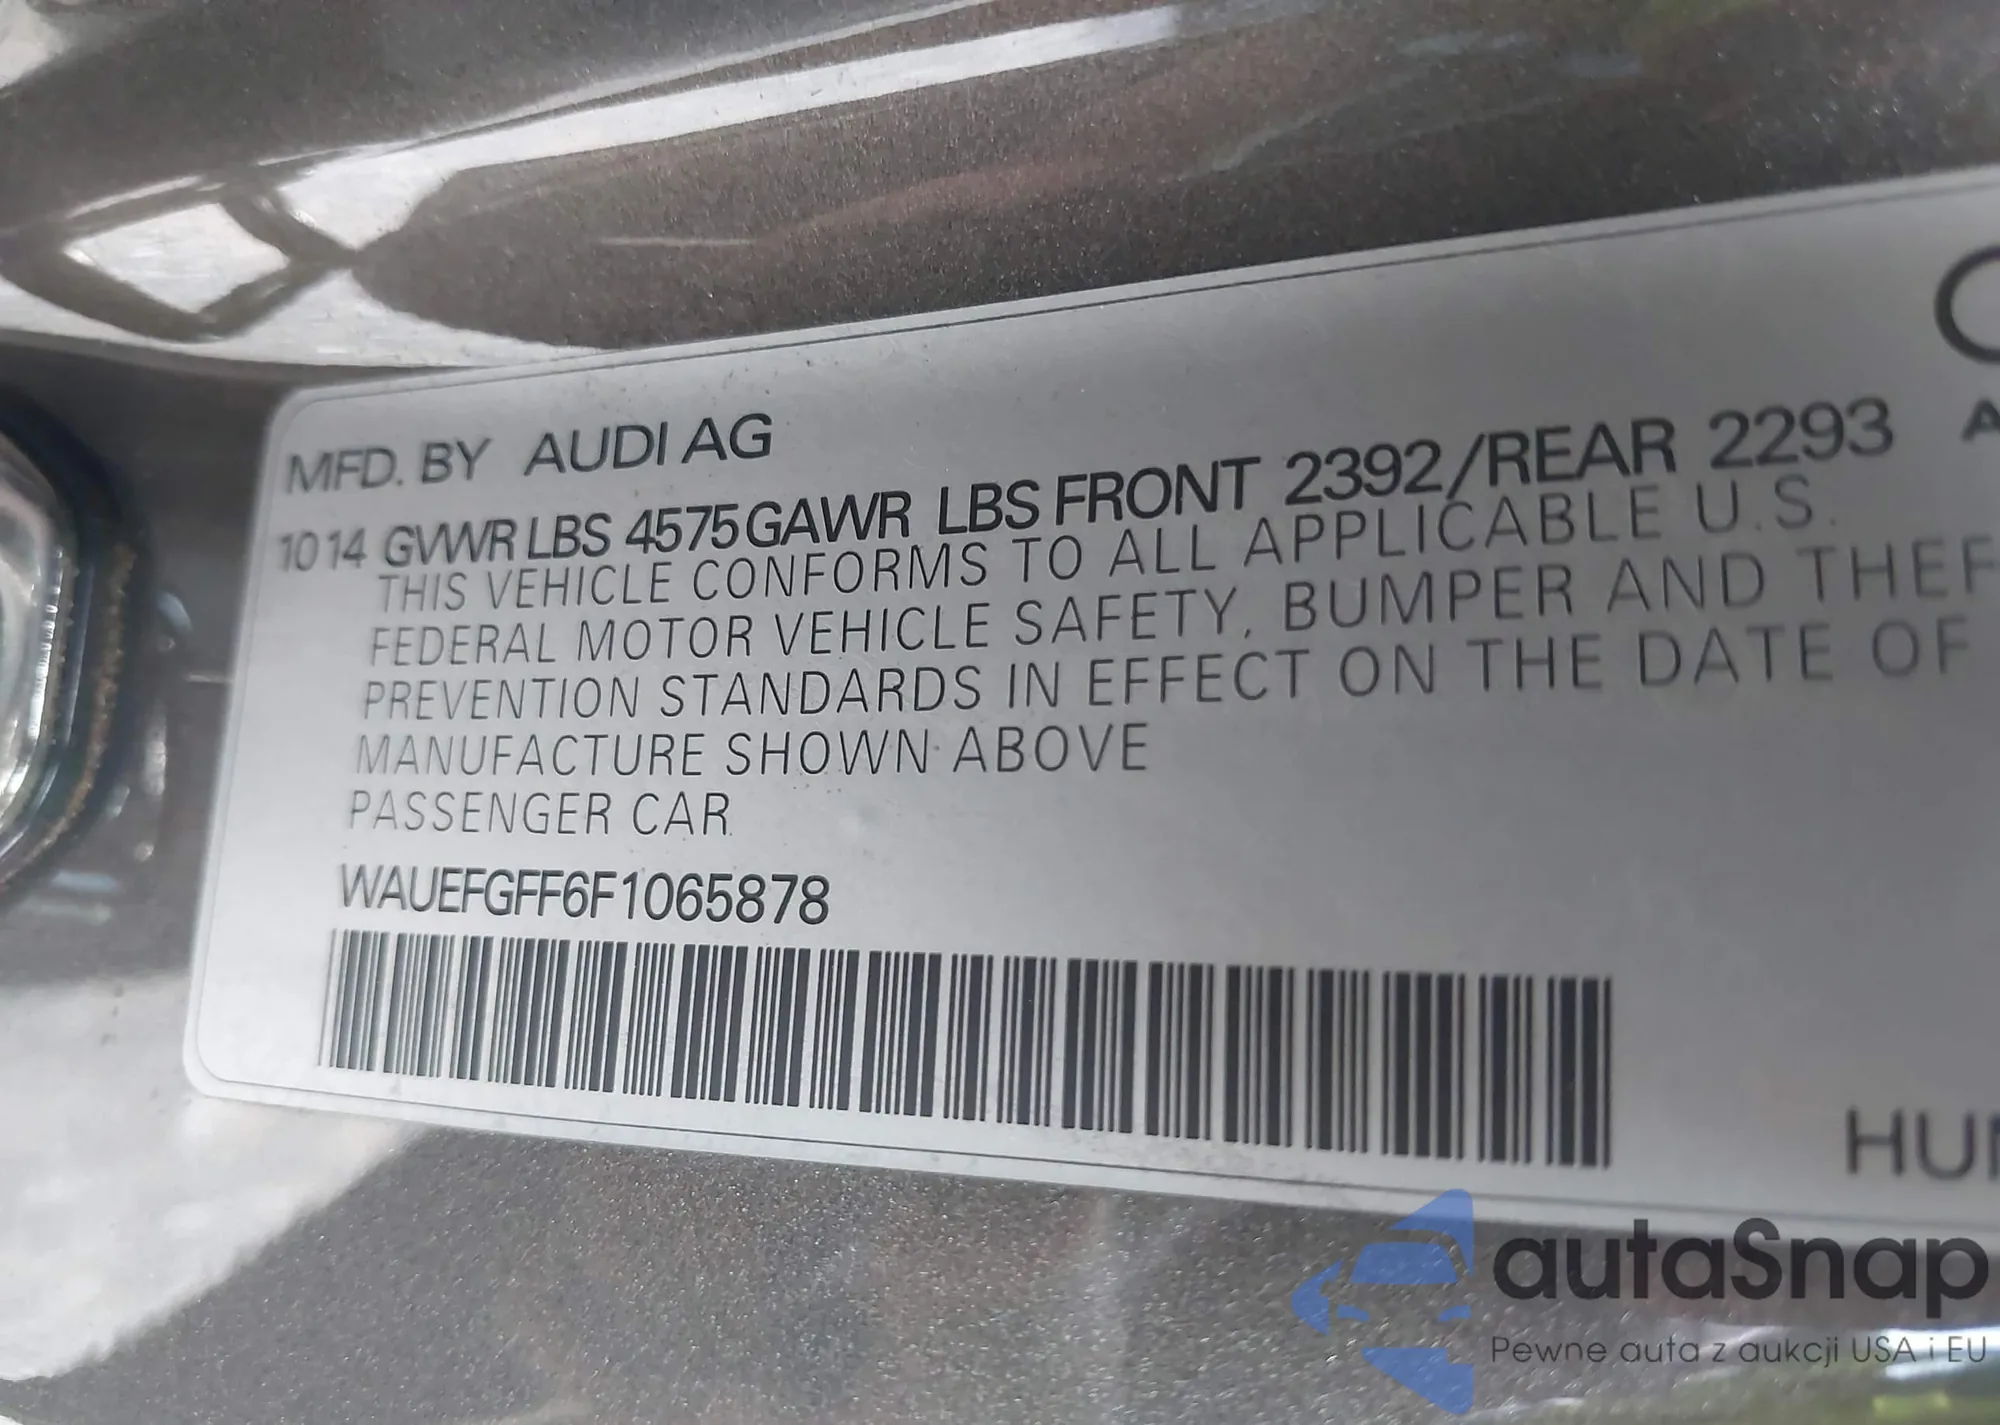 MFD. BY AUDI AG
1014 GVWR LBS 4575 GAWR LBS FRONT 2392/REAR 2293
THIS VEHICLE CONFORMS TO ALL APPLICABLE U.S.
FEDERAL MOTOR VEHICLE SAFETY, BUMPER AND THEF
PREVENTION STANDARDS IN EFFECT ON THE DATE OF
MANUFACTURE SHOWN ABOVE
PASSENGER CAR
WAUEFGFF6F1065878
HUN
autaSnap
Pewne auta z aukcji USA i EU